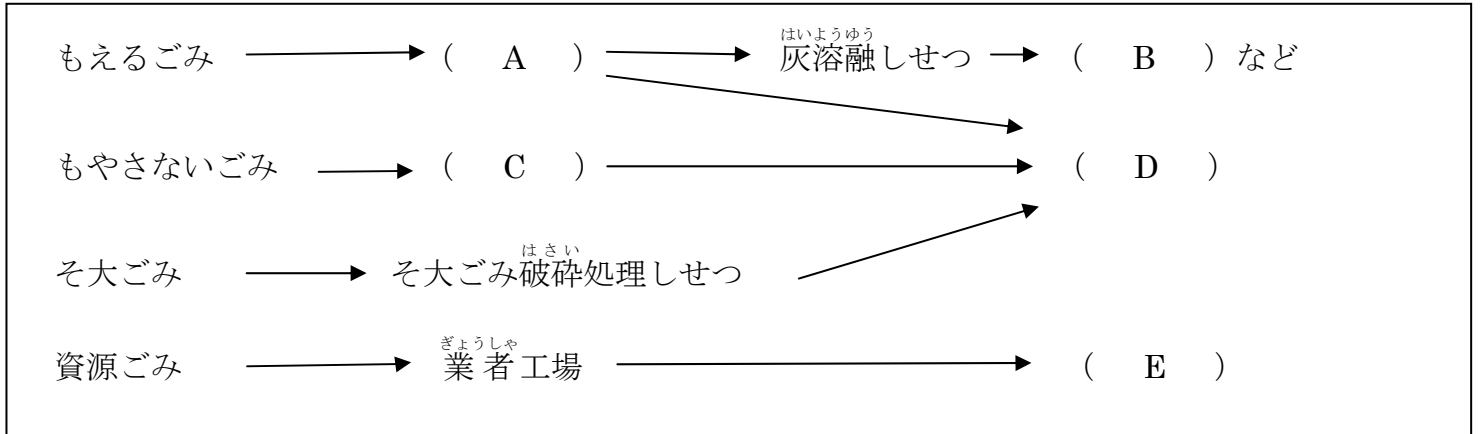 はいようゆう
もえるごみ （ A ） 灰溶融しせつ （ B ）など
もやさないごみ （ C ） （ D ）
はさい
そ大ごみ そ大ごみ破砕処理しせつ
ぎょうしゃ
資源ごみ 業者工場 （ E ）